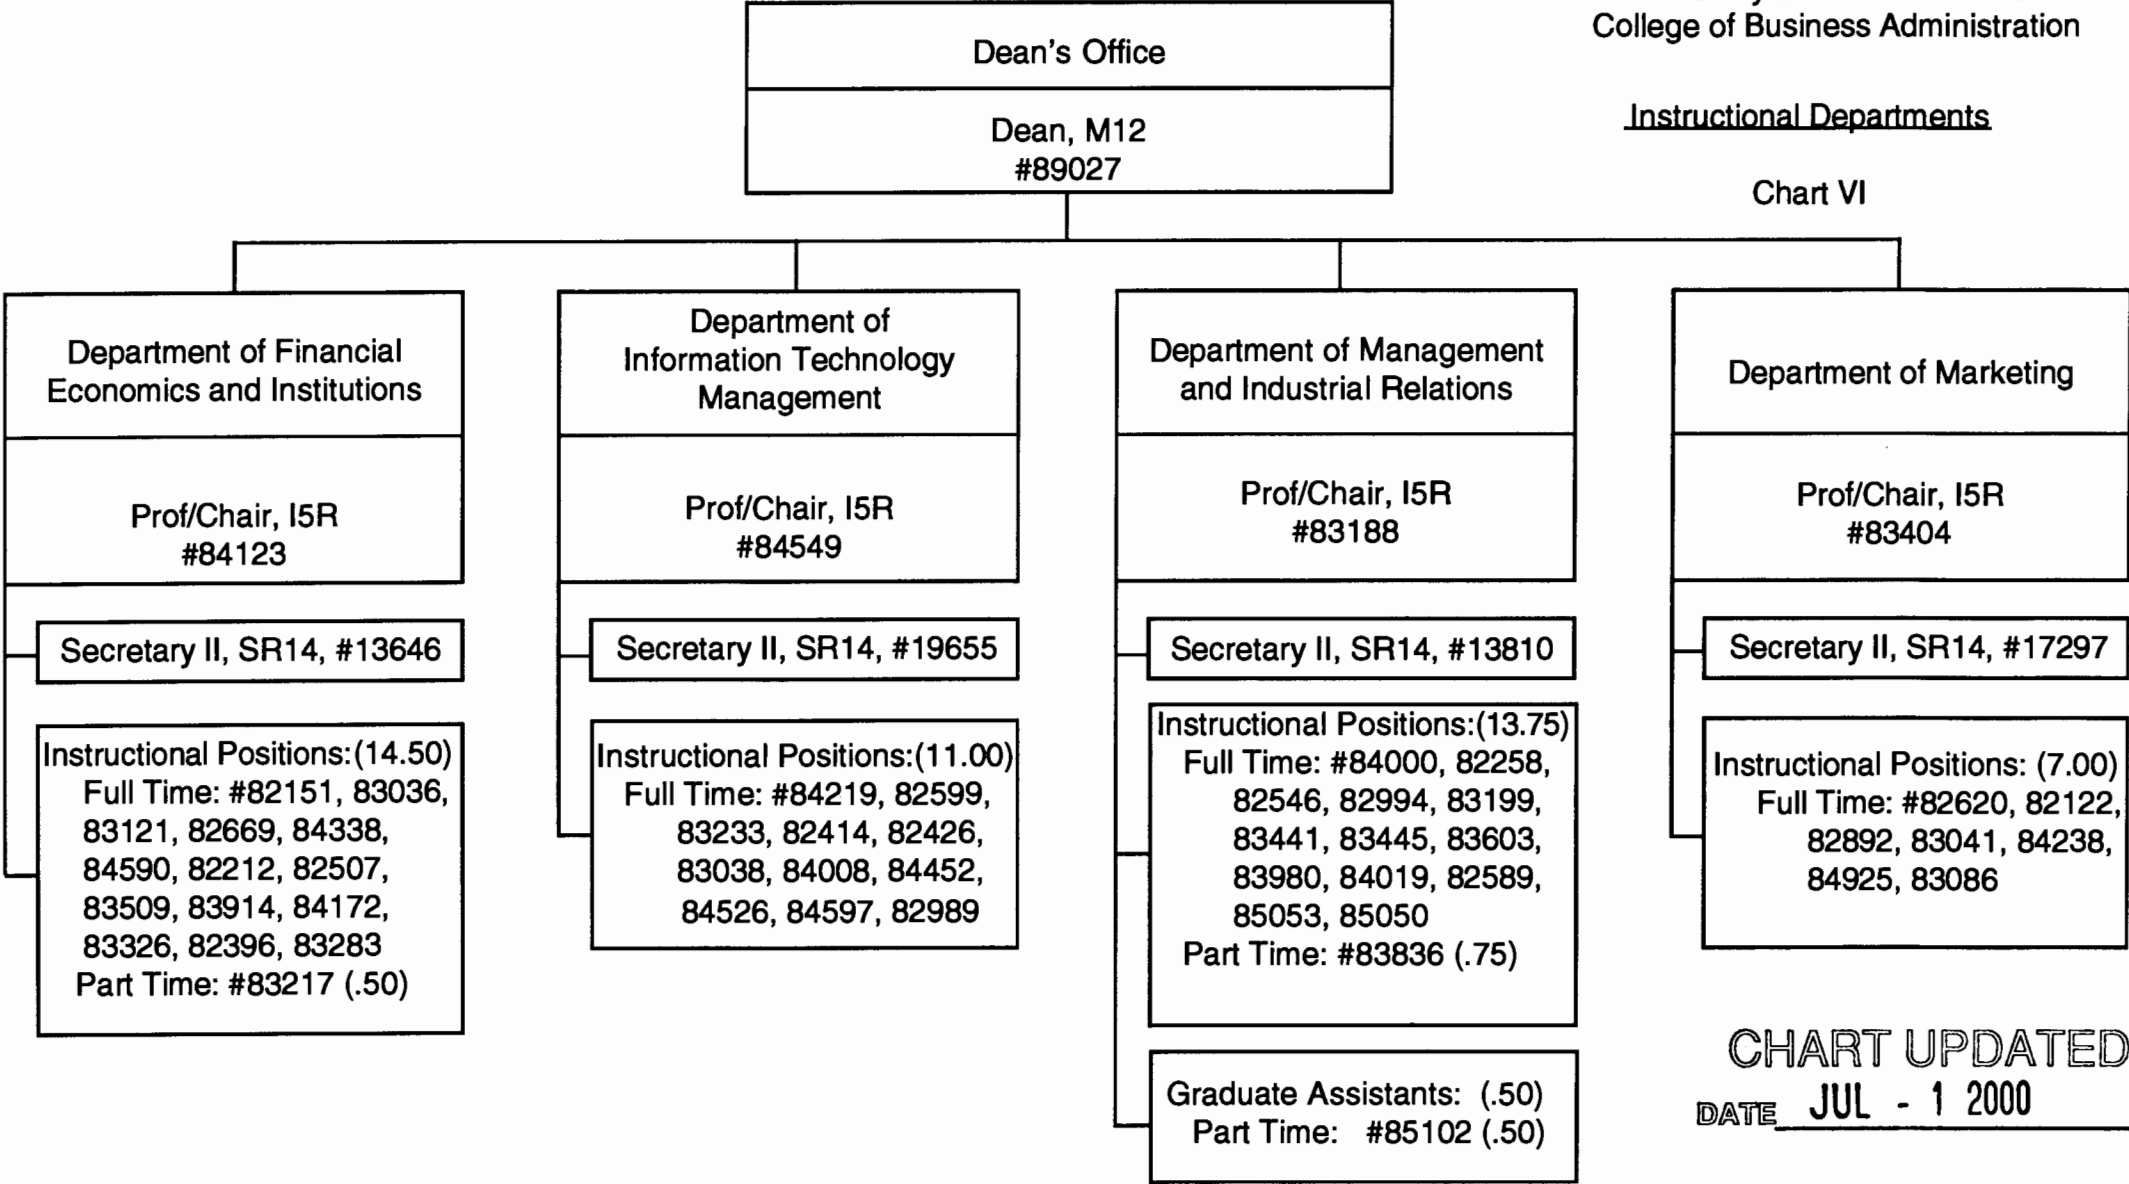 College of Business Administration
Instructional Departments
Chart VI
Dean's Office
Dean, M12
#89027
Department of Financial
Economics and Institutions
Prof/Chair, I5R
#84123
Secretary II, SR14, #13646
Instructional Positions:(14.50)
Full Time: #82151, 83036,
83121, 82669, 84338,
84590, 82212, 82507,
83509, 83914, 84172,
83326, 82396, 83283
Part Time: #83217 (.50)
Department of
Information Technology
Management
Prof/Chair, I5R
#84549
Secretary II, SR14, #19655
Instructional Positions:(11.00)
Full Time: #84219, 82599,
83233, 82414, 82426,
83038, 84008, 84452,
84526, 84597, 82989
Department of Management
and Industrial Relations
Prof/Chair, I5R
#83188
Secretary II, SR14, #13810
Instructional Positions:(13.75)
Full Time: #84000, 82258,
82546, 82994, 83199,
83441, 83445, 83603,
83980, 84019, 82589,
85053, 85050
Part Time: #83836 (.75)
Graduate Assistants: (.50)
Part Time: #85102 (.50)
Department of Marketing
Prof/Chair, I5R
#83404
Secretary II, SR14, #17297
Instructional Positions: (7.00)
Full Time: #82620, 82122,
82892, 83041, 84238,
84925, 83086
CHART UPDATED
DATE JUL - 1 2000